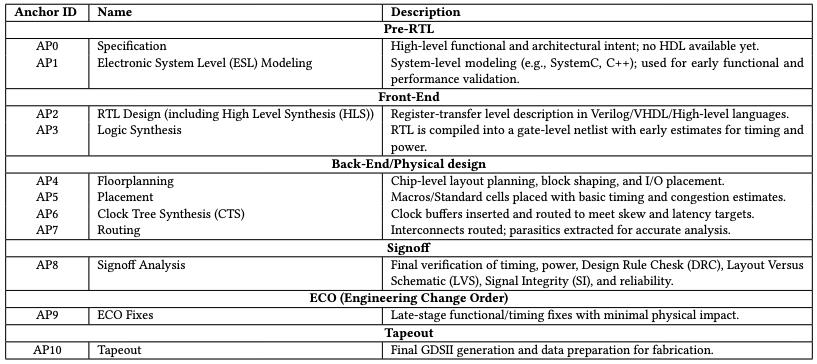 Anchor ID Name Description
Pre-RTL
AP0 Specification High-level functional and architectural intent; no HDL available yet.
AP1 Electronic System Level (ESL) Modeling System-level modeling (e.g., SystemC, C++); used for early functional and
performance validation.
Front-End
AP2 RTL Design (including High Level Synthesis (HLS)) Register-transfer level description in Verilog/VHDL/High-level languages.
AP3 Logic Synthesis RTL is compiled into a gate-level netlist with early estimates for timing and
power.
Back-End/Physical design
AP4 Floorplanning Chip-level layout planning, block shaping, and I/O placement.
AP5 Placement Macros/Standard cells placed with basic timing and congestion estimates.
AP6 Clock Tree Synthesis (CTS) Clock buffers inserted and routed to meet skew and latency targets.
AP7 Routing Interconnects routed; parasitics extracted for accurate analysis.
Signoff
AP8 Signoff Analysis Final verification of timing, power, Design Rule Chesk (DRC), Layout Versus
Schematic (LVS), Signal Integrity (SI), and reliability.
ECO (Engineering Change Order)
AP9 ECO Fixes Late-stage functional/timing fixes with minimal physical impact.
Tapeout
AP10 Tapeout Final GDSII generation and data preparation for fabrication.